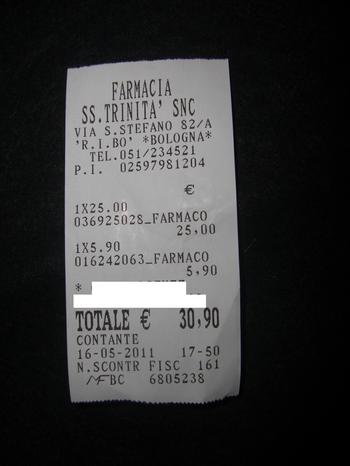 FARMACIA
SS.TRINITA' SNC
VIA S.STEFANO 82/A
'R.I.BO' *BOLOGNA*
TEL.051/234521
P.I. 02597981204
€
1X25.00
036925028_FARMACO
25,00
1X5.90
016242063_FARMACO
5,90
*
TOTALE € 30,90
CONTANTE
16-05-2011 17-50
N.SCONTR FISC 161
BC 6805238